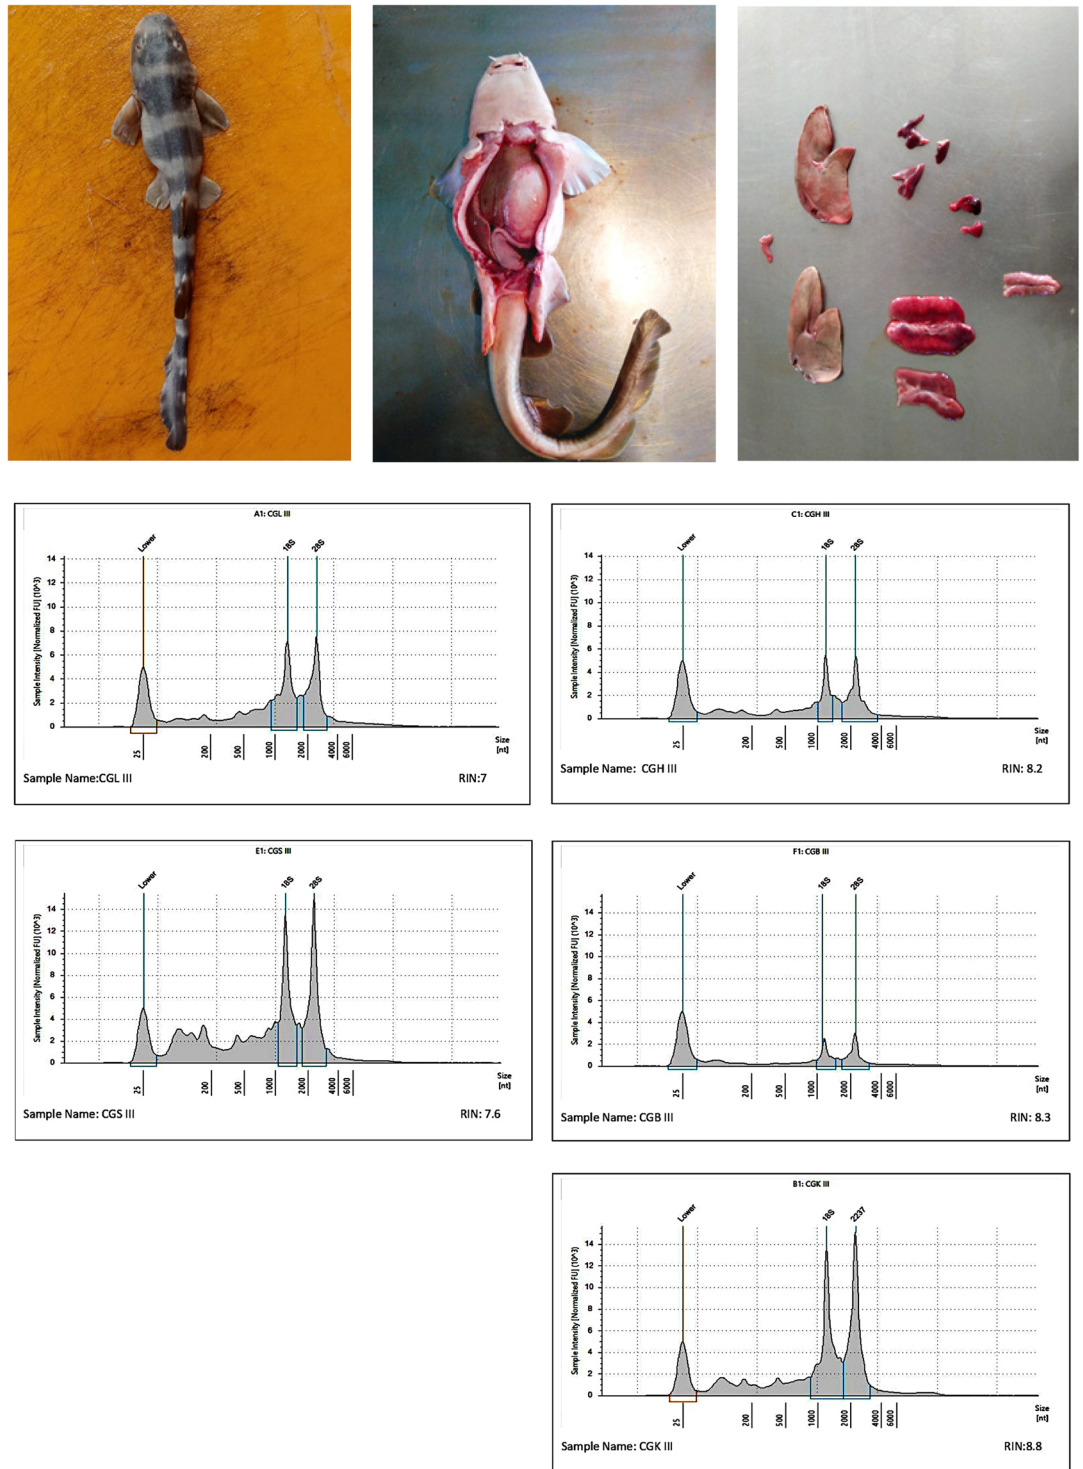 A1: CGL III
Lower
18S
28S
Sample Intensity [Normalized FU] (10^3)
14
12
10
8
6
4
2
0
25
200
500
1000
2000
4000
6000
Size
[nt]
Sample Name:CGL III
RIN:7
C1: CGH III
Lower
18S
28S
Sample Intensity [Normalized FU] (10^3)
14
12
10
8
6
4
2
0
25
200
500
1000
2000
4000
6000
Size
[nt]
Sample Name: CGH III
RIN: 8.2
E1: CGS III
Lower
18S
28S
Sample Intensity [Normalized FU] (10^3)
14
12
10
8
6
4
2
0
25
200
500
1000
2000
4000
6000
Size
[nt]
Sample Name: CGS III
RIN: 7.6
F1: CGB III
Lower
18S
28S
Sample Intensity [Normalized FU] (10^3)
14
12
10
8
6
4
2
0
25
200
500
1000
2000
4000
6000
Size
[nt]
Sample Name: CGB III
RIN: 8.3
B1: CGK III
Lower
18S
2237
Sample Intensity [Normalized FU] (10^3)
14
12
10
8
6
4
2
0
25
200
500
1000
2000
4000
6000
Size
[nt]
Sample Name: CGK III
RIN:8.8